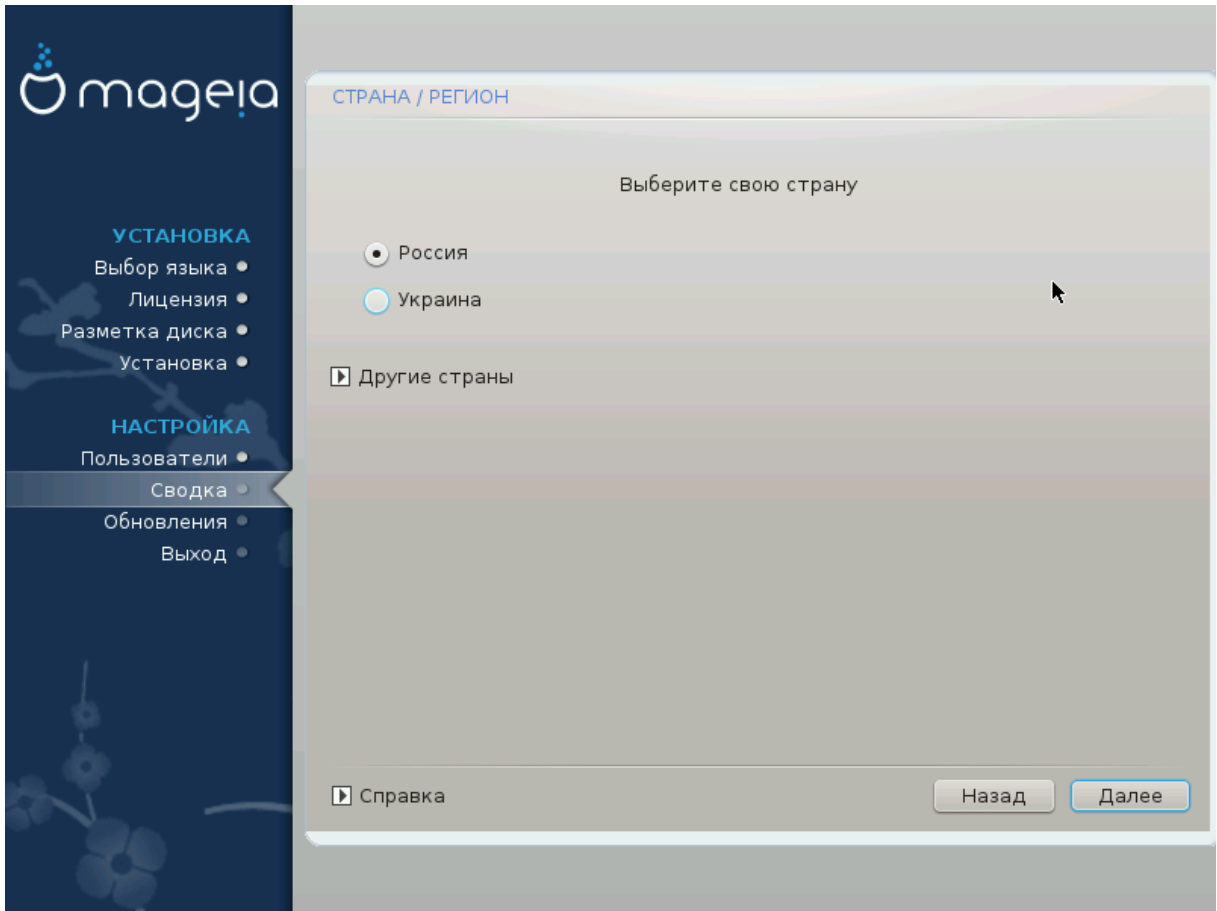 mageia
УСТАНОВКА
Выбор языка
Лицензия
Разметка диска
Установка
НАСТРОЙКА
Пользователи
Сводка
Обновления
Выход
СТРАНА / РЕГИОН
Выберите свою страну
Россия
Украина
Другие страны
Справка
Назад
Далее